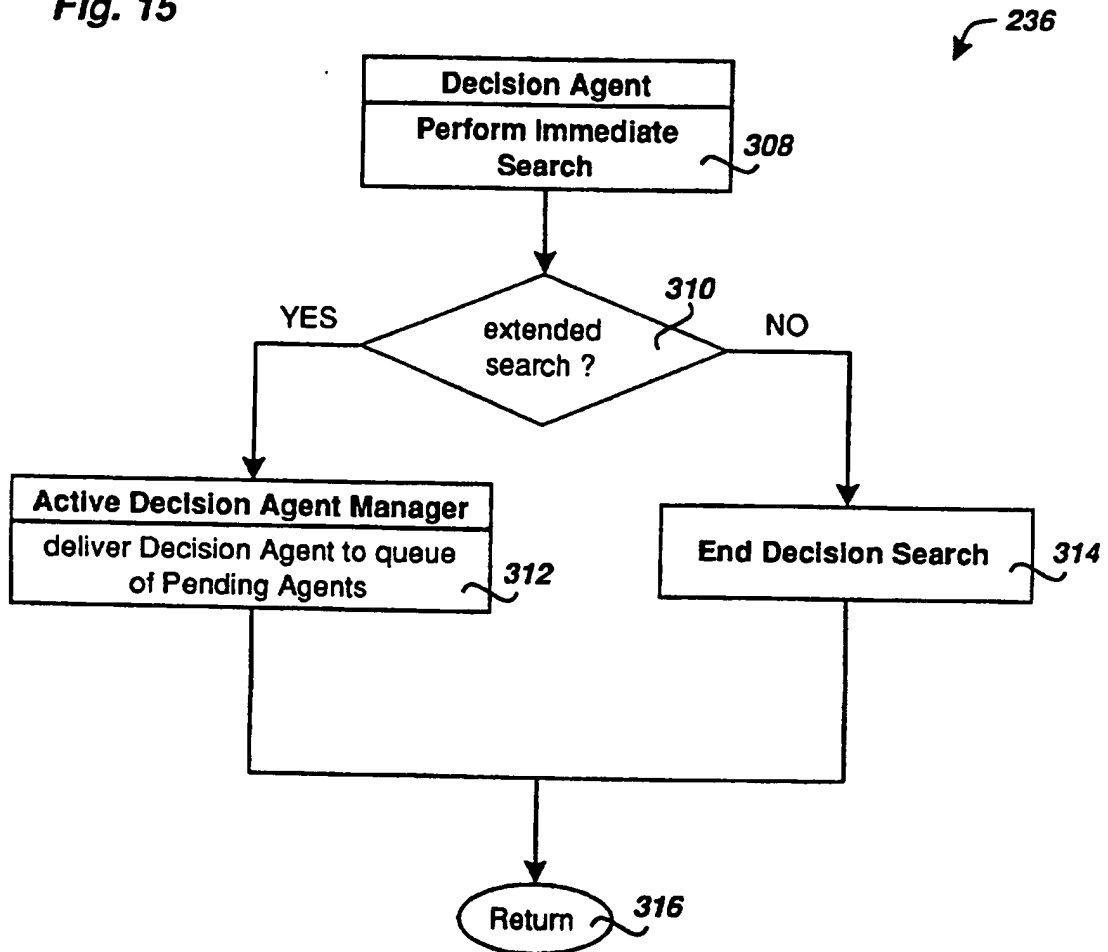 Fig. 15
236
Decision Agent
Perform Immediate
Search
308
310
extended
search ?
YES
NO
Active Decision Agent Manager
deliver Decision Agent to queue
of Pending Agents
312
End Decision Search
314
Return
316